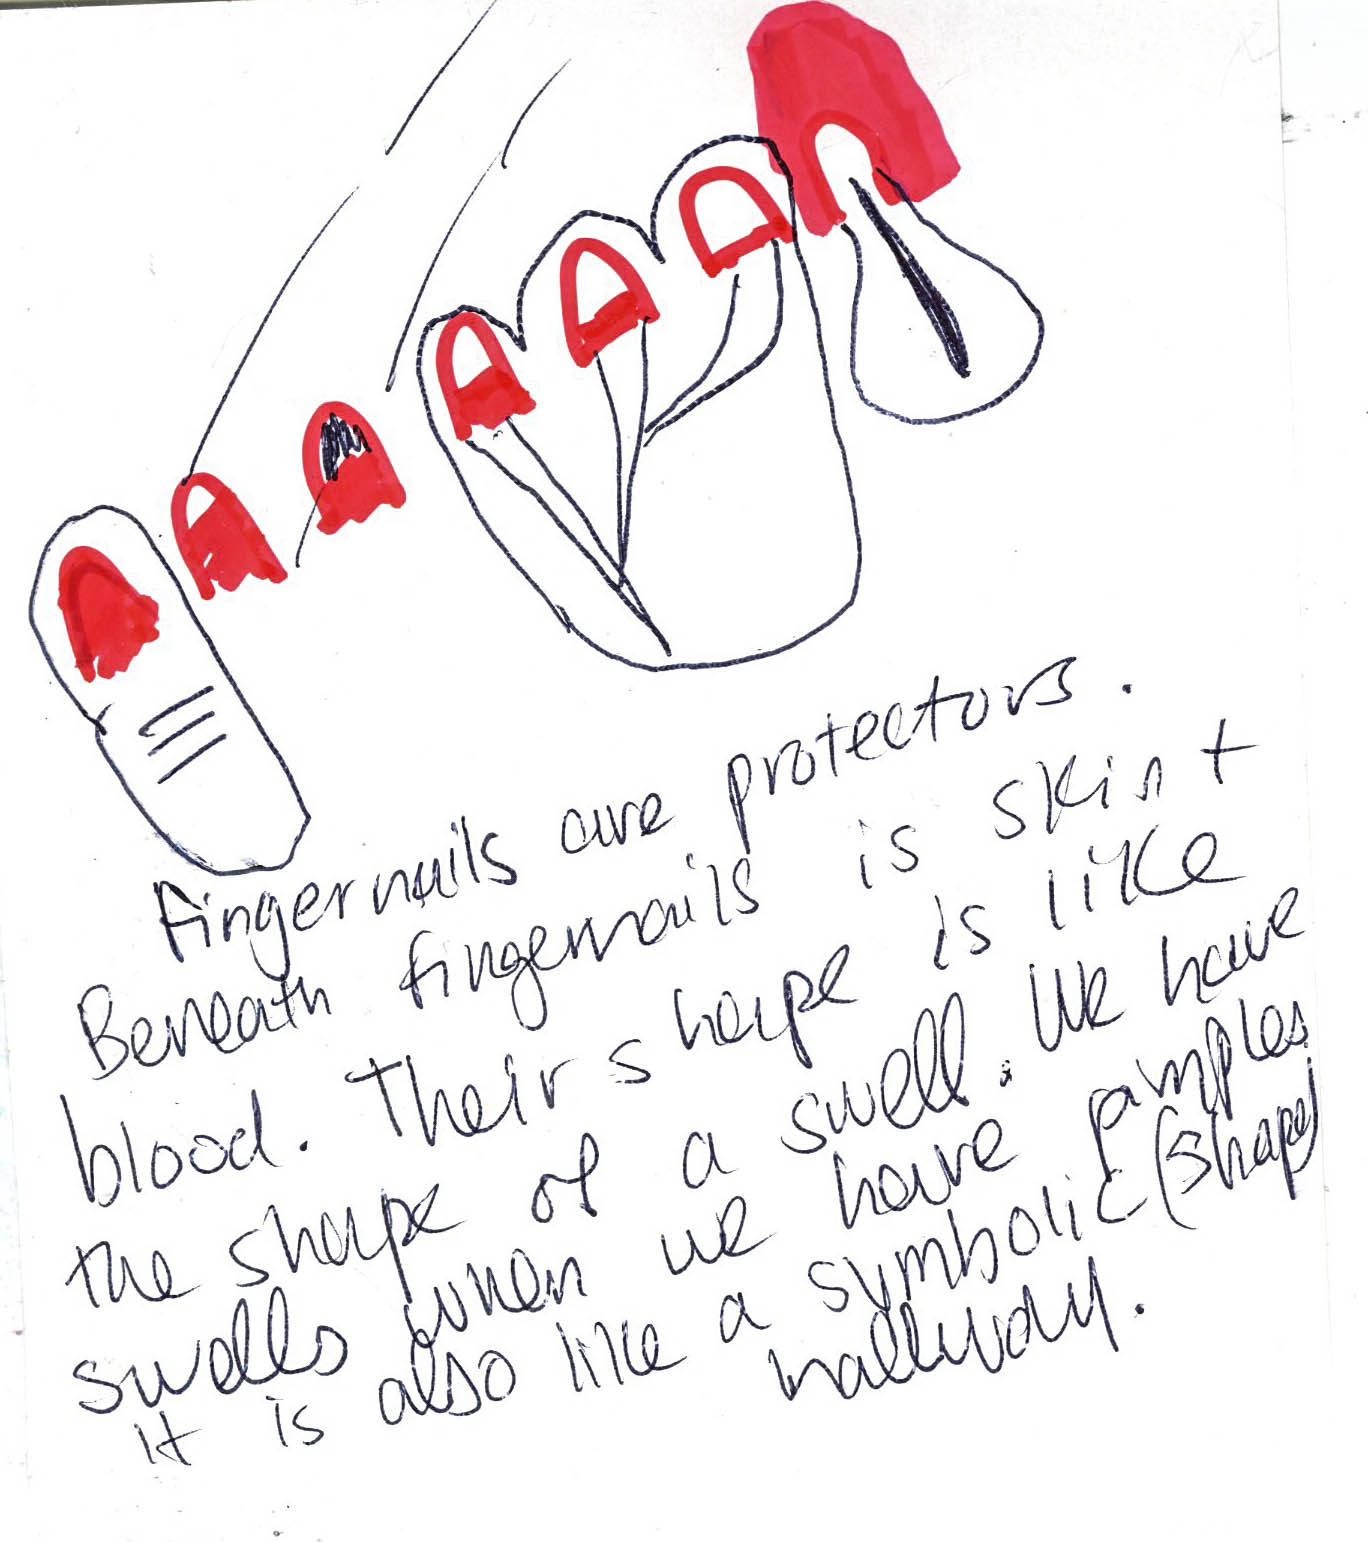 Fingernails are protectors.
Beneath fingernails is skin +
blood. Their shape is like
the shape of a swell. We have
swells when we have pimples
it is also like a symbolic (shape)
hallway.